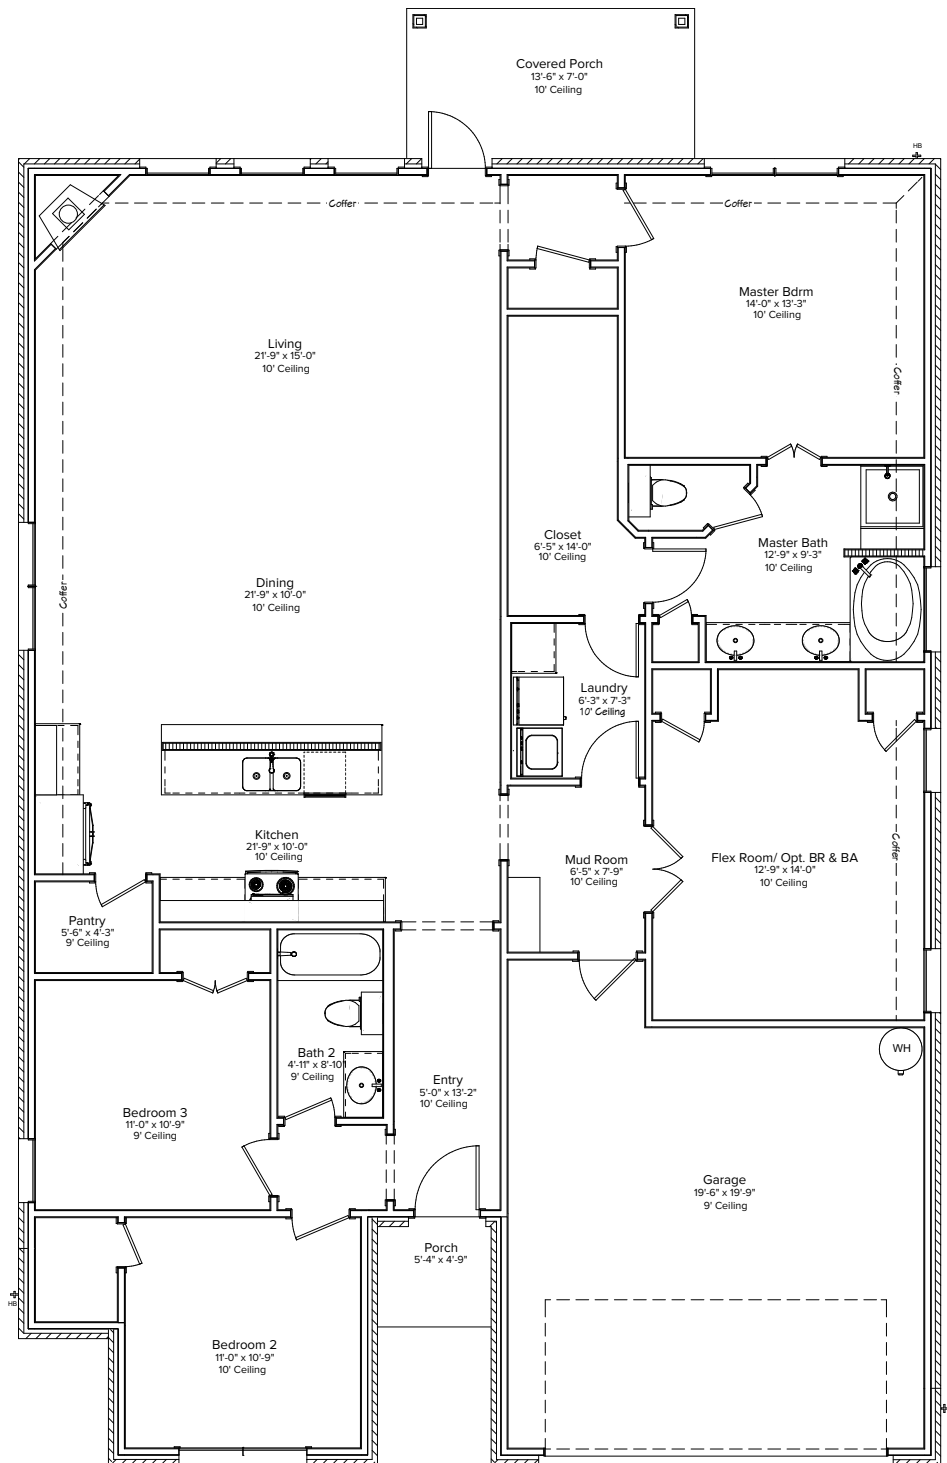 Covered Porch
13'-6" x 7'-0"
10' Ceiling
HB
Coffer
Coffer
Master Bdrm
14'-0" x 13'-3"
10' Ceiling
Living
21'-9" x 15'-0"
10' Ceiling
Coffer
Closet
6'-5" x 14'-0"
10' Ceiling
Master Bath
12'-9" x 9'-3"
10' Ceiling
Dining
21'-9" x 10'-0"
10' Ceiling
Coffer
Laundry
6'-3" x 7'-3"
10' Ceiling
Kitchen
21'-9" x 10'-0"
10' Ceiling
Mud Room
6'-5" x 7'-9"
10' Ceiling
Flex Room/ Opt. BR & BA
12'-9" x 14'-0"
10' Ceiling
Coffer
Pantry
5'-6" x 4'-3"
9' Ceiling
WH
Bath 2
4'-11" x 8'-10"
9' Ceiling
Entry
5'-0" x 13'-2"
10' Ceiling
Bedroom 3
11'-0" x 10'-9"
9' Ceiling
Garage
19'-6" x 19'-9"
9' Ceiling
Porch
5'-4" x 4'-9"
HB
Bedroom 2
11'-0" x 10'-9"
10' Ceiling